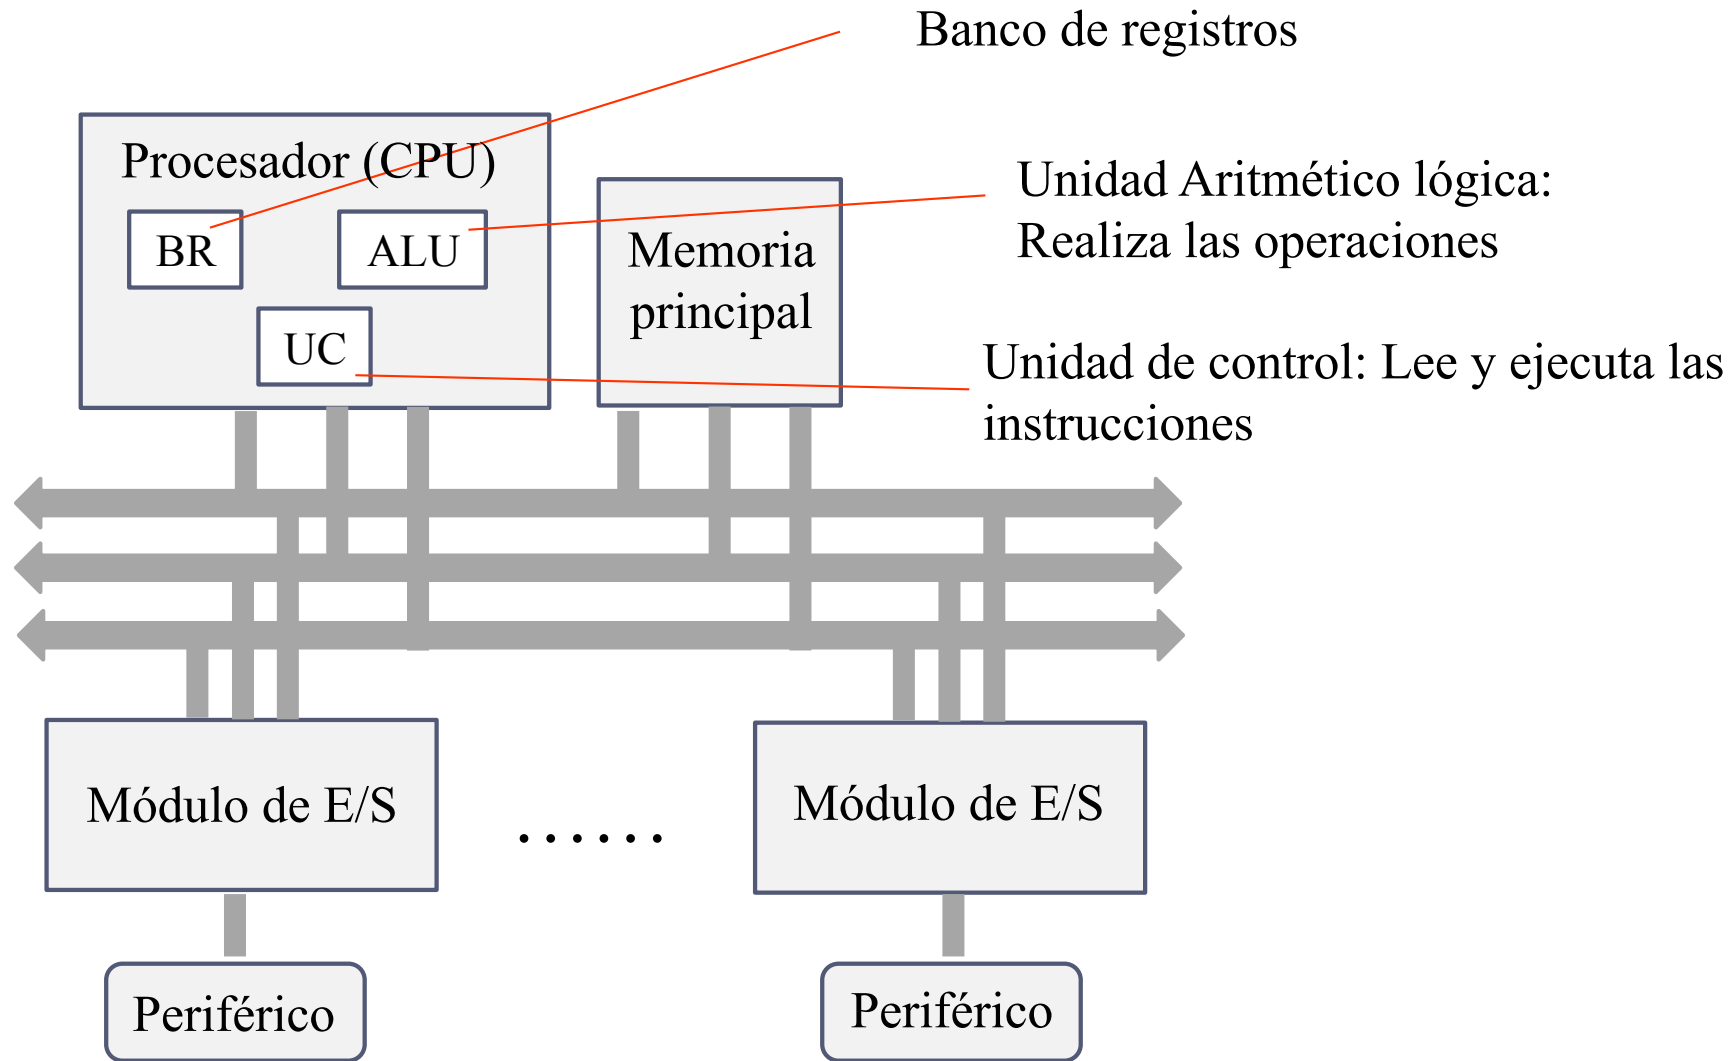 Banco de registros
Procesador (CPU)
BR
ALU
UC
Memoria
principal
Unidad Aritmético lógica:
Realiza las operaciones
Unidad de control: Lee y ejecuta las
instrucciones
Módulo de E/S
……
Módulo de E/S
Periférico
Periférico